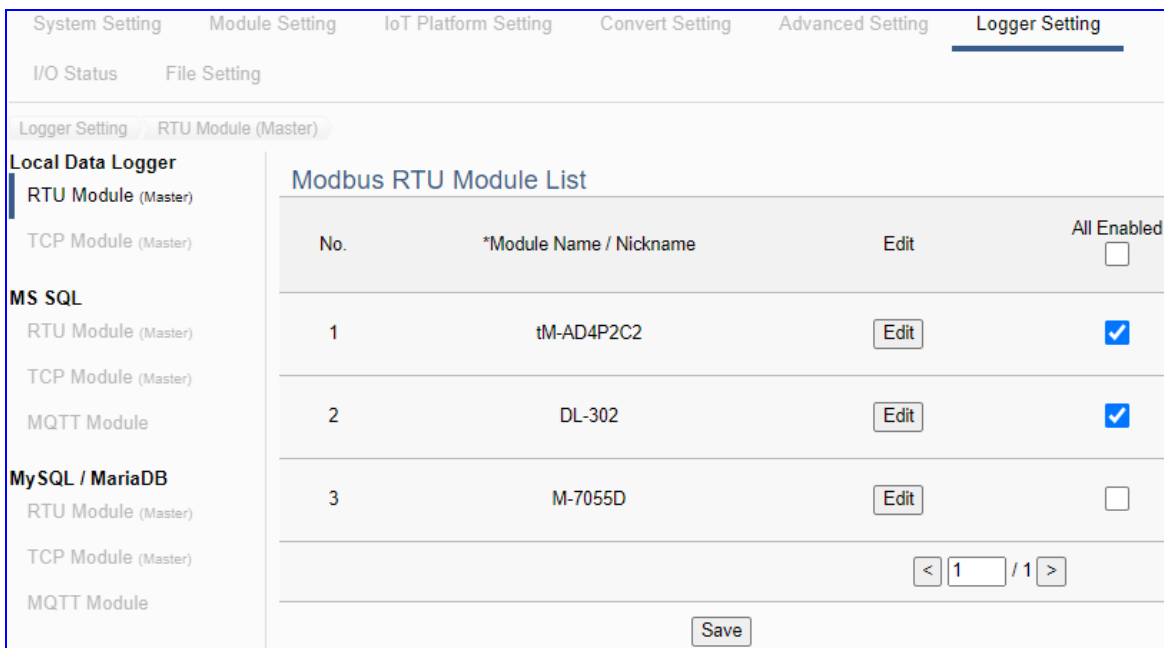 System Setting Module Setting IoT Platform Setting Convert Setting Advanced Setting Logger Setting
I/O Status File Setting
Logger Setting RTU Module (Master)
Local Data Logger
RTU Module (Master)
TCP Module (Master)
MS SQL
RTU Module (Master)
TCP Module (Master)
MQTT Module
MySQL / MariaDB
RTU Module (Master)
TCP Module (Master)
MQTT Module
Modbus RTU Module List
No. *Module Name / Nickname Edit All Enabled
1 tM-AD4P2C2 Edit
2 DL-302 Edit
3 M-7055D Edit
< 1 / 1 >
Save